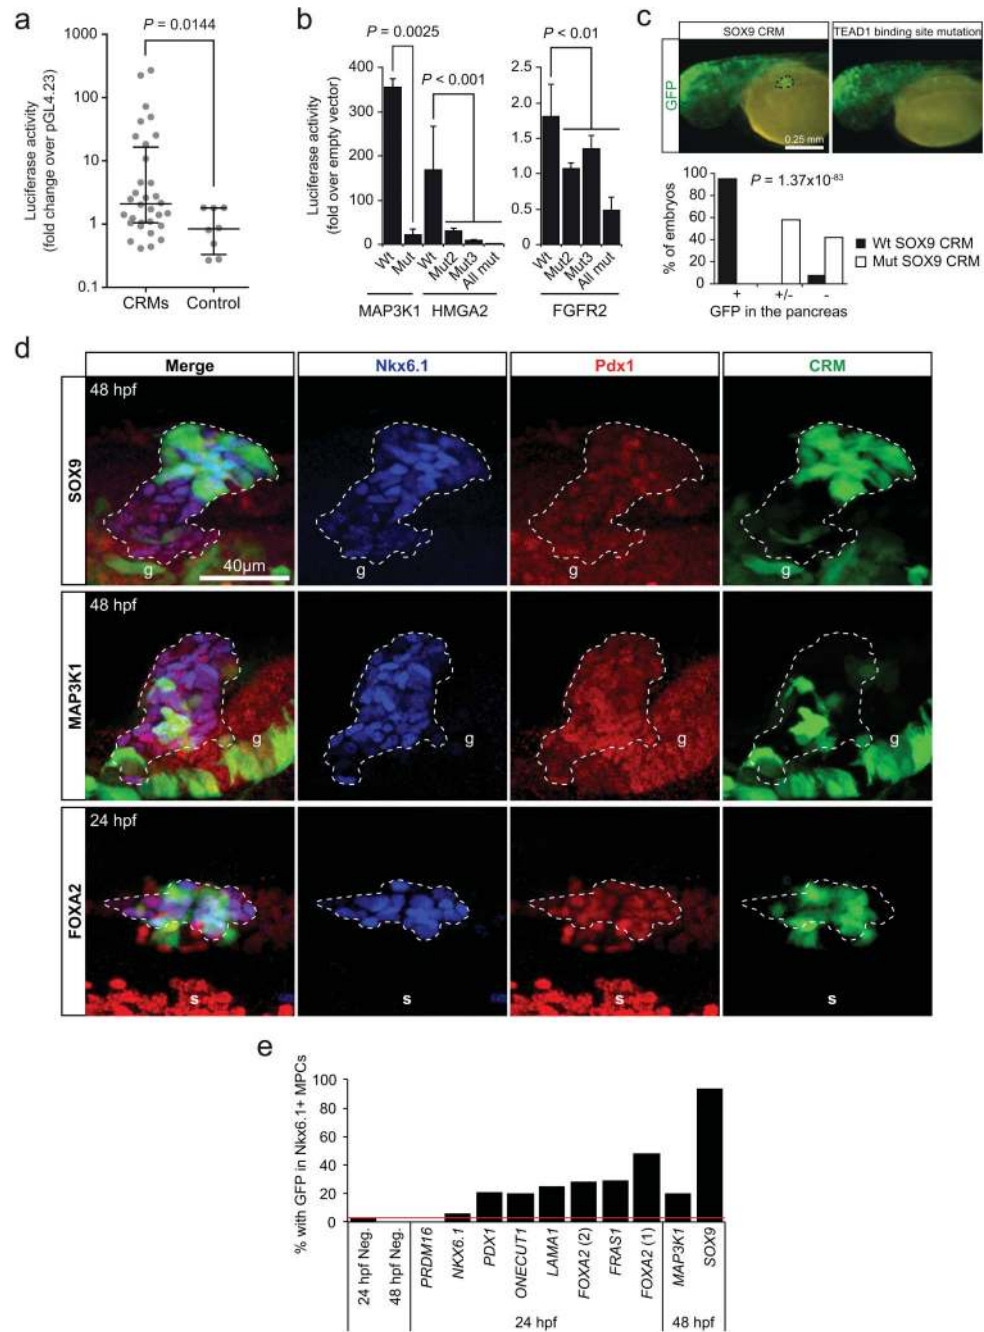 a
P = 0.0144
Luciferase activity
(fold change over pGL4.23)
1000
100
10
1
0.1
CRMs
Control
b
P = 0.0025
P < 0.001
P < 0.01
Luciferase activity
(fold over empty vector)
400
300
200
100
0
Wt
Mut
Wt
Mut2
Mut3
All mut
MAP3K1
HMGA2
2.5
2.0
1.5
1.0
0.5
0.0
Wt
Mut2
Mut3
All mut
FGFR2
c
SOX9 CRM
TEAD1 binding site mutation
GFP
0.25 mm
P = 1.37x10-83
% of embryos
100
80
60
40
20
0
+
+/-
-
GFP in the pancreas
Wt SOX9 CRM
Mut SOX9 CRM
d
Merge
Nkx6.1
Pdx1
CRM
SOX9
48 hpf
g
40µm
g
g
g
MAP3K1
48 hpf
g
g
g
g
FOXA2
24 hpf
s
s
s
s
e
% with GFP in Nkx6.1+ MPCs
100
80
60
40
20
0
24 hpf Neg.
48 hpf Neg.
PRDM16
NKX6.1
PDX1
ONECUT1
LAMA1
FOXA2 (2)
FRAS1
FOXA2 (1)
MAP3K1
SOX9
24 hpf
48 hpf